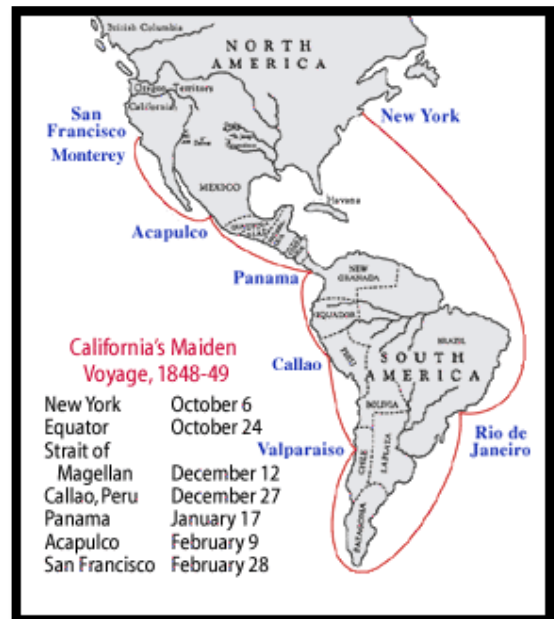 British Columbia
NORTH
AMERICA
Oregon Territory
California
San
Francisco
Monterey
New York
MEXICO
Havana
Acapulco
Panama
NEW
GRANADA
EQUADOR
BRAZIL
PERU
SOUTH
AMERICA
Callao
BOLIVIA
Valparaiso
CHILE
LAPLATA
Rio de
Janeiro
PATAGONIA
California's Maiden
Voyage, 1848-49
New York October 6
Equator October 24
Strait of
Magellan December 12
Callao, Peru December 27
Panama January 17
Acapulco February 9
San Francisco February 28